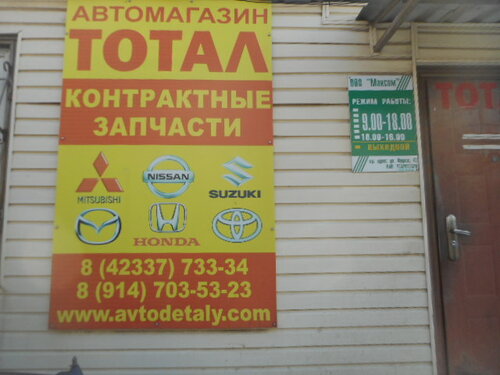 АВТОМАГАЗИН
ТОТАЛ
КОНТРАКТНЫЕ
ЗАПЧАСТИ
MITSUBISHI
NISSAN
SUZUKI
HONDA
8 (42337) 733-34
8 (914) 703-53-23
www.avtodetaly.com
ООО "Максом"
РЕЖИМ РАБОТЫ:
9.00-18.00
ВЫХИДНОЙ
ТОТ